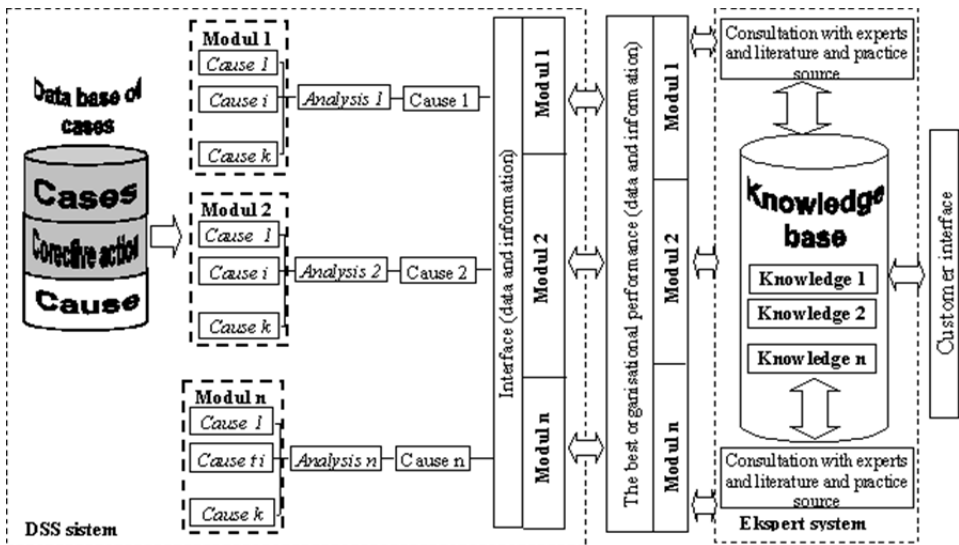 Data base of
cases
Cases
Corective action
Cause
Modul 1
Cause 1
Cause i
Cause k
Analysis 1
Cause 1
Modul 2
Cause 1
Cause i
Cause k
Analysis 2
Cause 2
Modul n
Cause 1
Cause ti
Cause k
Analysis n
Cause n
DSS sistem
Interface (data and information)
Modul 1
Modul 2
Modul n
The best organisational performance (data and information)
Modul 1
Modul 2
Modul n
Consultation with experts
and literature and practice
source
Knowledge
base
Knowledge 1
Knowledge 2
Knowledge n
Consultation with experts
and literature and practice
source
Ekspert system
Customer interface